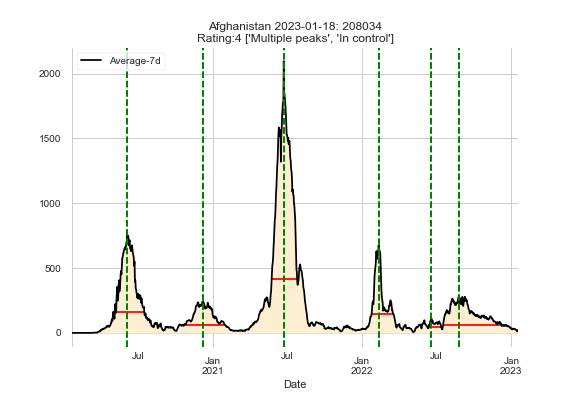 Afghanistan 2023-01-18: 208034
Rating:4 ['Multiple peaks', 'In control']
Average-7d
2000
1500
1000
500
0
Jul
Jan
2021
Jul
Jan
2022
Jul
Jan
2023
Date